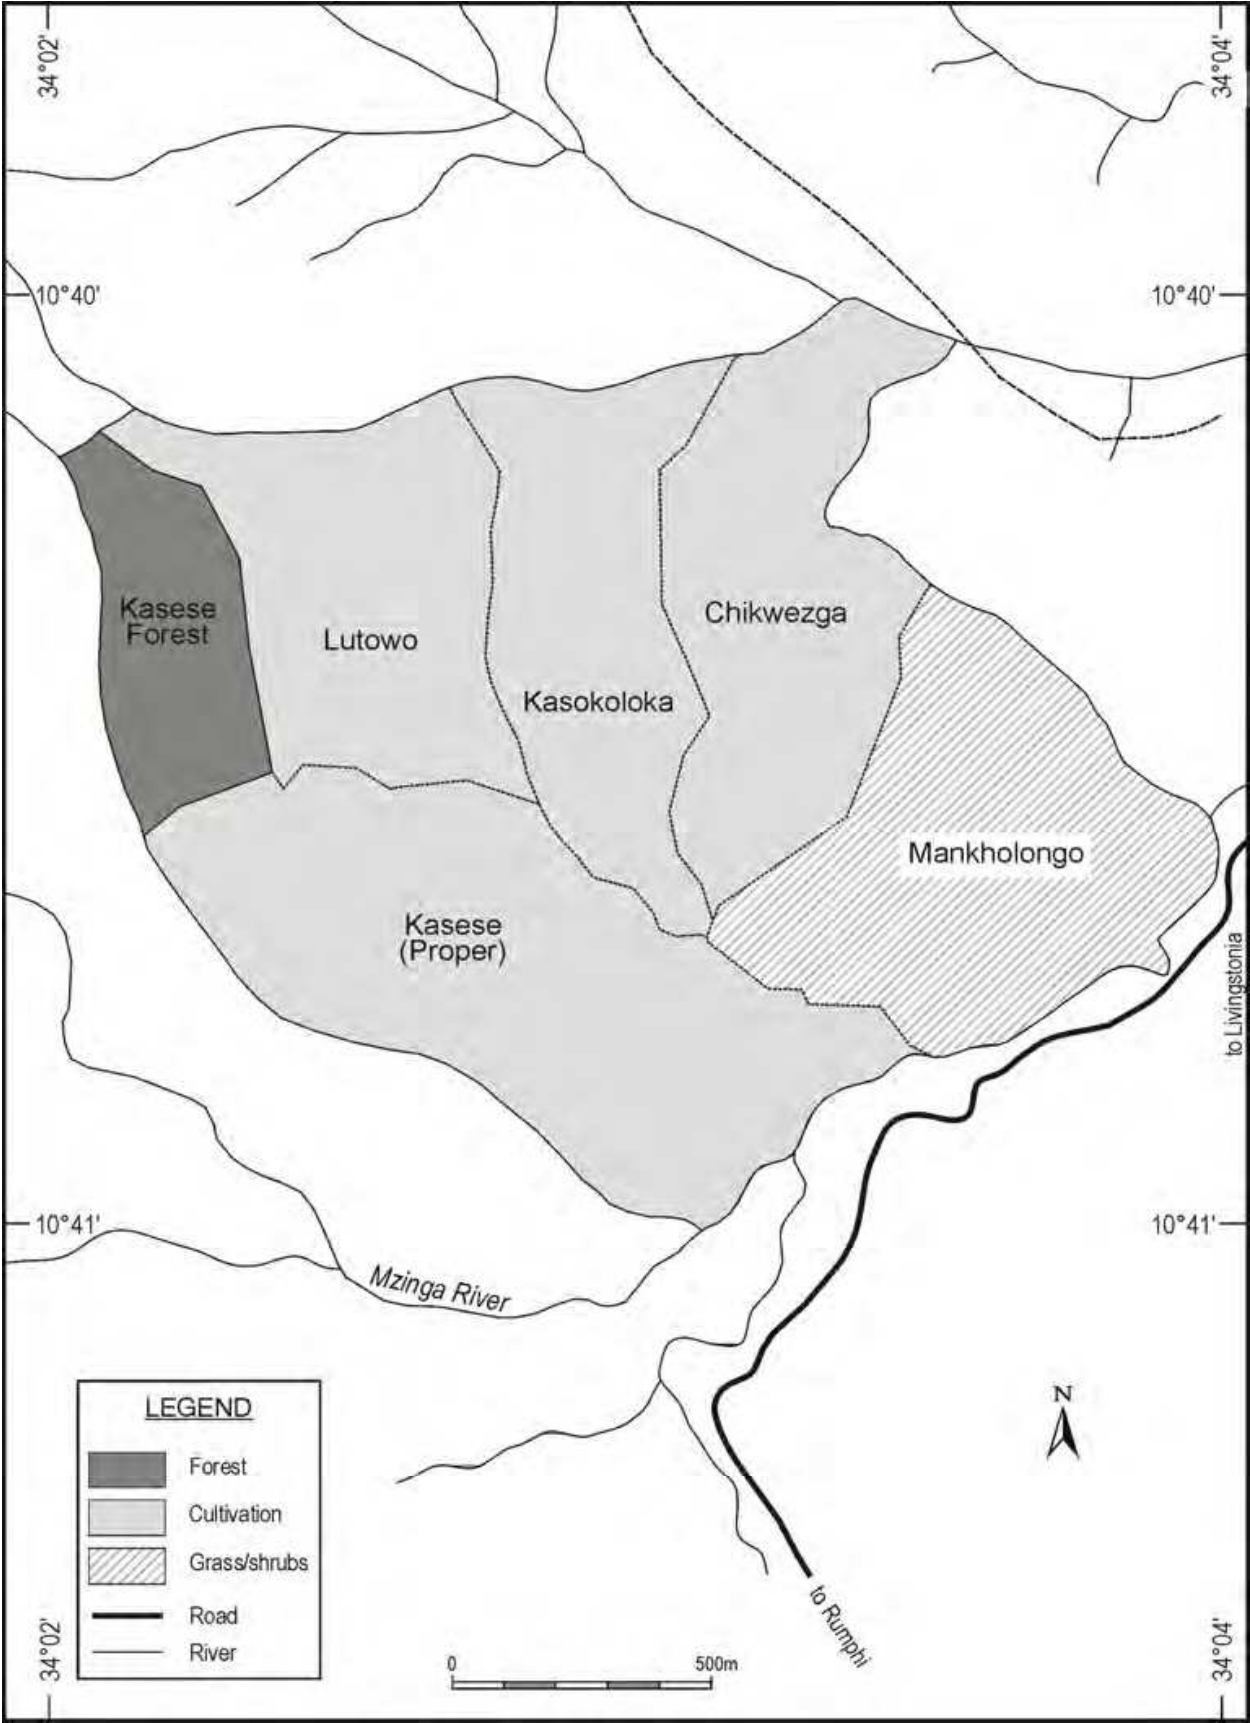 34°02'
34°04'
10°40'
10°40'
Kasese
Forest
Lutowo
Chikwezga
Kasokoloka
Mankholongo
Kasese
(Proper)
to Livingstonia
10°41'
10°41'
Mzinga River
LEGEND
Forest
Cultivation
Grass/shrubs
Road
River
N
to Rumphi
0
500m
34°02'
34°04'